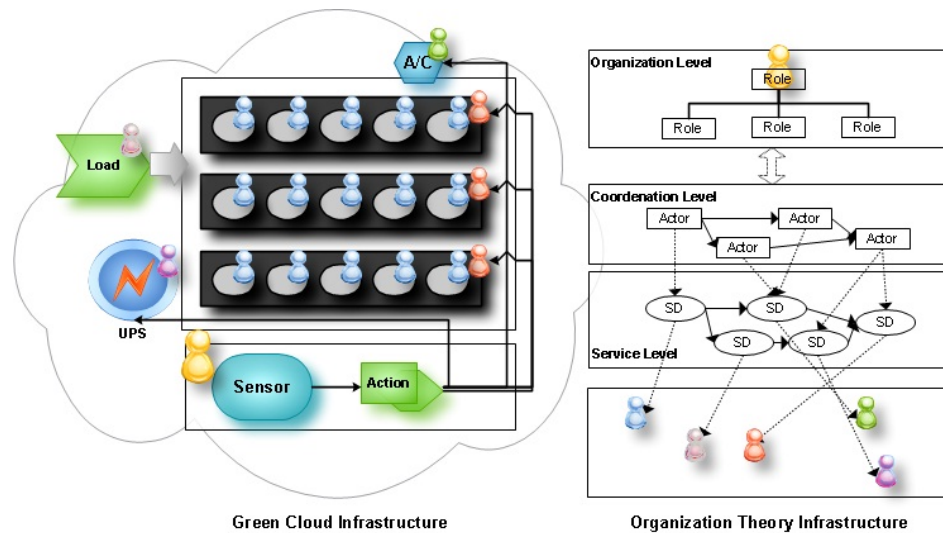 A/C
Load
UPS
Sensor
Action
Green Cloud Infrastructure
Organization Level
Role
Role
Role
Role
Coordenation Level
Actor
Actor
Actor
Actor
SD
SD
SD
SD
SD
Service Level
Organization Theory Infrastructure